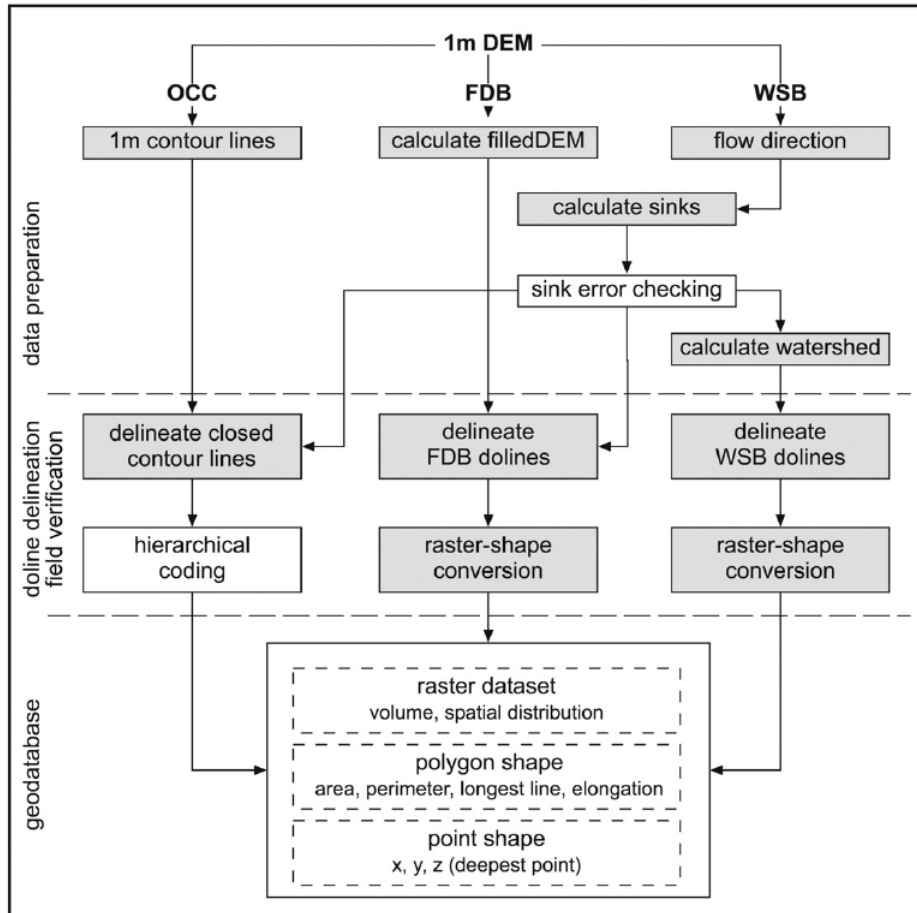 1m DEM
OCC
FDB
WSB
1m contour lines
calculate filledDEM
flow direction
calculate sinks
sink error checking
calculate watershed
data preparation
delineate closed
contour lines
delineate
FDB dolines
delineate
WSB dolines
hierarchical
coding
raster-shape
conversion
raster-shape
conversion
doline delineation
field verification
raster dataset
volume, spatial distribution
polygon shape
area, perimeter, longest line, elongation
point shape
x, y, z (deepest point)
geodatabase